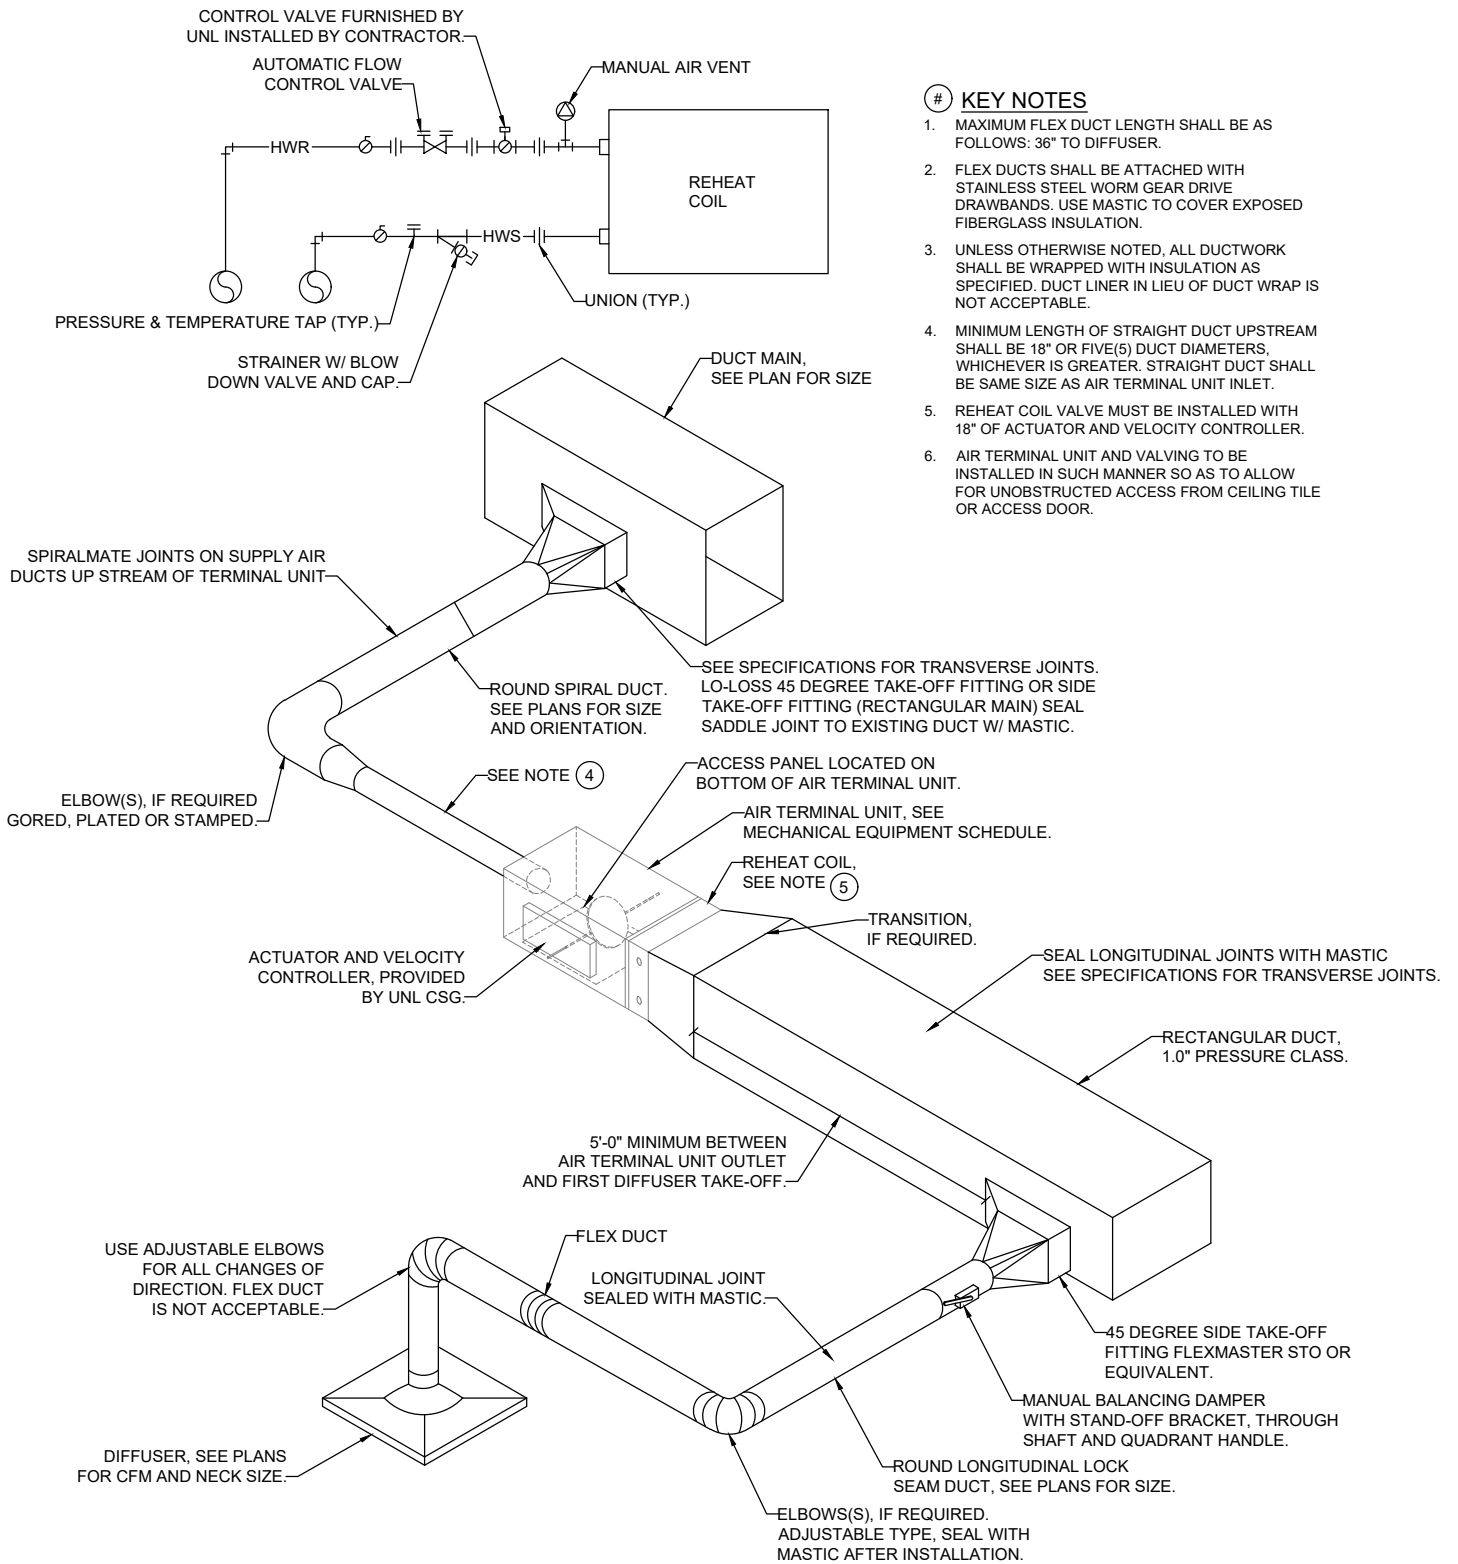 CONTROL VALVE FURNISHED BY
UNL INSTALLED BY CONTRACTOR.
AUTOMATIC FLOW
CONTROL VALVE
MANUAL AIR VENT
HWR
REHEAT
COIL
HWS
UNION (TYP.)
PRESSURE & TEMPERATURE TAP (TYP.)
STRAINER W/ BLOW
DOWN VALVE AND CAP.
# KEY NOTES
1. MAXIMUM FLEX DUCT LENGTH SHALL BE AS
FOLLOWS: 36" TO DIFFUSER.
2. FLEX DUCTS SHALL BE ATTACHED WITH
STAINLESS STEEL WORM GEAR DRIVE
DRAWBANDS. USE MASTIC TO COVER EXPOSED
FIBERGLASS INSULATION.
3. UNLESS OTHERWISE NOTED, ALL DUCTWORK
SHALL BE WRAPPED WITH INSULATION AS
SPECIFIED. DUCT LINER IN LIEU OF DUCT WRAP IS
NOT ACCEPTABLE.
4. MINIMUM LENGTH OF STRAIGHT DUCT UPSTREAM
SHALL BE 18" OR FIVE(5) DUCT DIAMETERS,
WHICHEVER IS GREATER. STRAIGHT DUCT SHALL
BE SAME SIZE AS AIR TERMINAL UNIT INLET.
5. REHEAT COIL VALVE MUST BE INSTALLED WITH
18" OF ACTUATOR AND VELOCITY CONTROLLER.
6. AIR TERMINAL UNIT AND VALVING TO BE
INSTALLED IN SUCH MANNER SO AS TO ALLOW
FOR UNOBSTRUCTED ACCESS FROM CEILING TILE
OR ACCESS DOOR.
DUCT MAIN,
SEE PLAN FOR SIZE
SPIRALMATE JOINTS ON SUPPLY AIR
DUCTS UP STREAM OF TERMINAL UNIT
ROUND SPIRAL DUCT.
SEE PLANS FOR SIZE
AND ORIENTATION.
SEE SPECIFICATIONS FOR TRANSVERSE JOINTS.
LO-LOSS 45 DEGREE TAKE-OFF FITTING OR SIDE
TAKE-OFF FITTING (RECTANGULAR MAIN) SEAL
SADDLE JOINT TO EXISTING DUCT W/ MASTIC.
SEE NOTE 4
ACCESS PANEL LOCATED ON
BOTTOM OF AIR TERMINAL UNIT.
ELBOW(S), IF REQUIRED
GORED, PLATED OR STAMPED.
AIR TERMINAL UNIT, SEE
MECHANICAL EQUIPMENT SCHEDULE.
REHEAT COIL,
SEE NOTE 5
TRANSITION,
IF REQUIRED.
ACTUATOR AND VELOCITY
CONTROLLER, PROVIDED
BY UNL CSG.
SEAL LONGITUDINAL JOINTS WITH MASTIC
SEE SPECIFICATIONS FOR TRANSVERSE JOINTS.
RECTANGULAR DUCT,
1.0" PRESSURE CLASS.
5'-0" MINIMUM BETWEEN
AIR TERMINAL UNIT OUTLET
AND FIRST DIFFUSER TAKE-OFF.
USE ADJUSTABLE ELBOWS
FOR ALL CHANGES OF
DIRECTION. FLEX DUCT
IS NOT ACCEPTABLE.
FLEX DUCT
LONGITUDINAL JOINT
SEALED WITH MASTIC.
45 DEGREE SIDE TAKE-OFF
FITTING FLEXMASTER STO OR
EQUIVALENT.
MANUAL BALANCING DAMPER
WITH STAND-OFF BRACKET, THROUGH
SHAFT AND QUADRANT HANDLE.
DIFFUSER, SEE PLANS
FOR CFM AND NECK SIZE.
ROUND LONGITUDINAL LOCK
SEAM DUCT, SEE PLANS FOR SIZE.
ELBOWS(S), IF REQUIRED.
ADJUSTABLE TYPE, SEAL WITH
MASTIC AFTER INSTALLATION.